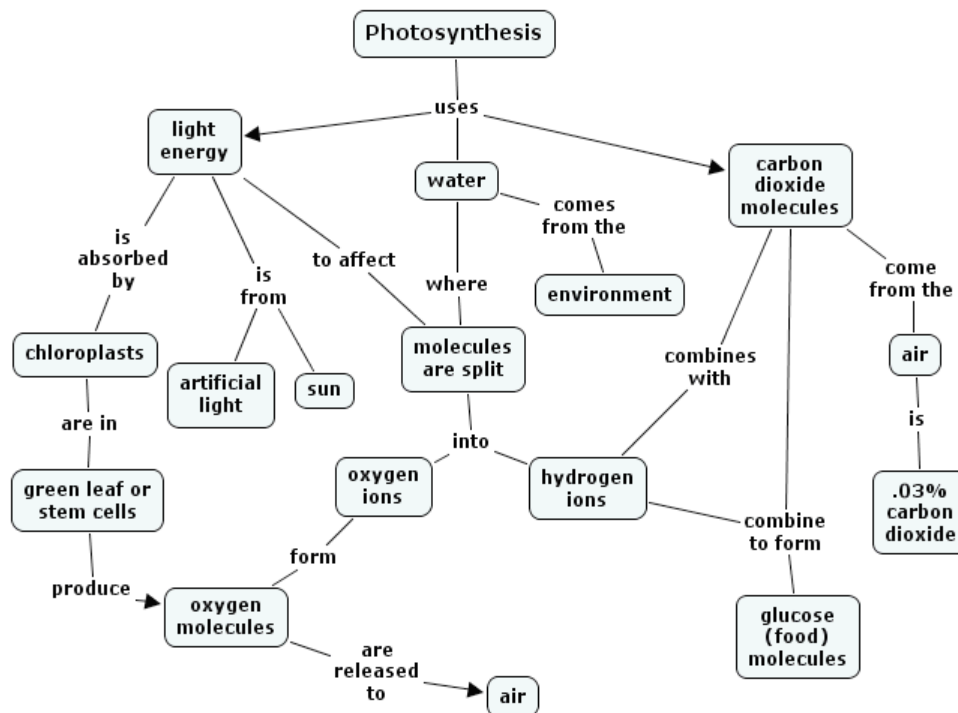 Photosynthesis
uses
light
energy
water
carbon
dioxide
molecules
comes
from the
is
absorbed
by
to affect
is
from
where
environment
come
from the
chloroplasts
artificial
light
sun
molecules
are split
combines
with
air
are in
into
is
green leaf or
stem cells
oxygen
ions
hydrogen
ions
.03%
carbon
dioxide
combine
to form
form
produce
oxygen
molecules
glucose
(food)
molecules
are
released
to
air